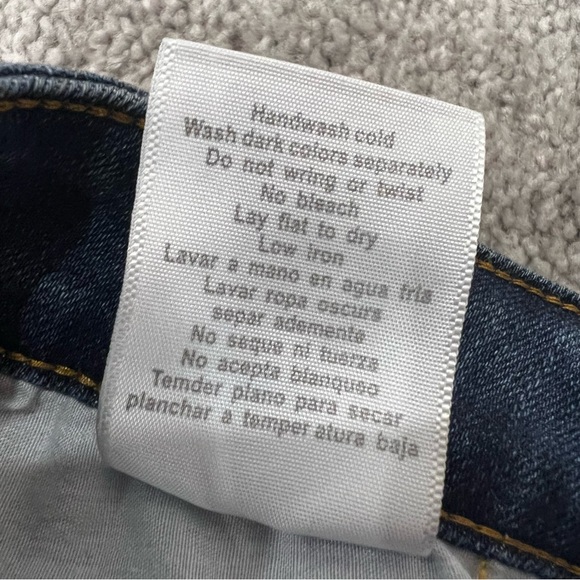 Handwash cold
Wash dark colors separately
Do not wring or twist
No bleach
Lay flat to dry
Low iron
Lavar a mano en agua fria
Lavar ropa oscura
separ ademente
No seque ni fuerza
No acepta blanqueo
Temder plano para secar
planchar a temper atura baja